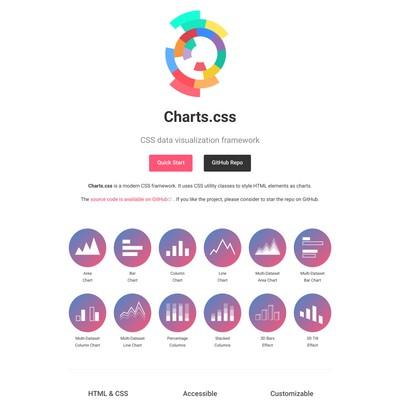 Charts.css
CSS data visualization framework
Quick Start
GitHub Repo
Charts.css is a modern CSS framework. It uses CSS utility classes to style HTML elements as charts.
The source code is available on GitHub . If you like the project, please consider to star the repo on GitHub.
Area
Chart
Bar
Chart
Column
Chart
Line
Chart
Multi-Dataset
Area Chart
Multi-Dataset
Bar Chart
Multi-Dataset
Column Chart
Multi-Dataset
Line Chart
Percentage
Columns
Stacked
Columns
3D Bars
Effect
3D Tilt
Effect
HTML & CSS
Accessible
Customizable